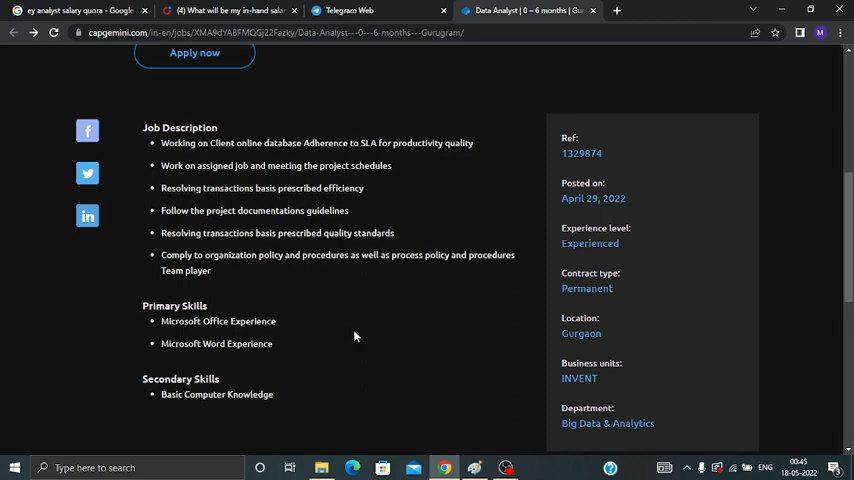 ey analyst salary quora - Google
(4) What will be my in-hand salar
Telegram Web
Data Analyst | 0 – 6 months | Gur
capgemini.com/in-en/jobs/XMA9dYABFMQGj22Fazky/Data-Analyst---0---6-months---Gurugram/
M
Apply now
Job Description
Working on Client online database Adherence to SLA for productivity quality
Work on assigned job and meeting the project schedules
Resolving transactions basis prescribed efficiency
Follow the project documentations guidelines
Resolving transactions basis prescribed quality standards
Comply to organization policy and procedures as well as process policy and procedures
Team player
Primary Skills
Microsoft Office Experience
Microsoft Word Experience
Secondary Skills
Basic Computer Knowledge
Ref:
1329874
Posted on:
April 29, 2022
Experience level:
Experienced
Contract type:
Permanent
Location:
Gurgaon
Business units:
INVENT
Department:
Big Data & Analytics
Type here to search
ENG
00:45
18-05-2022
3